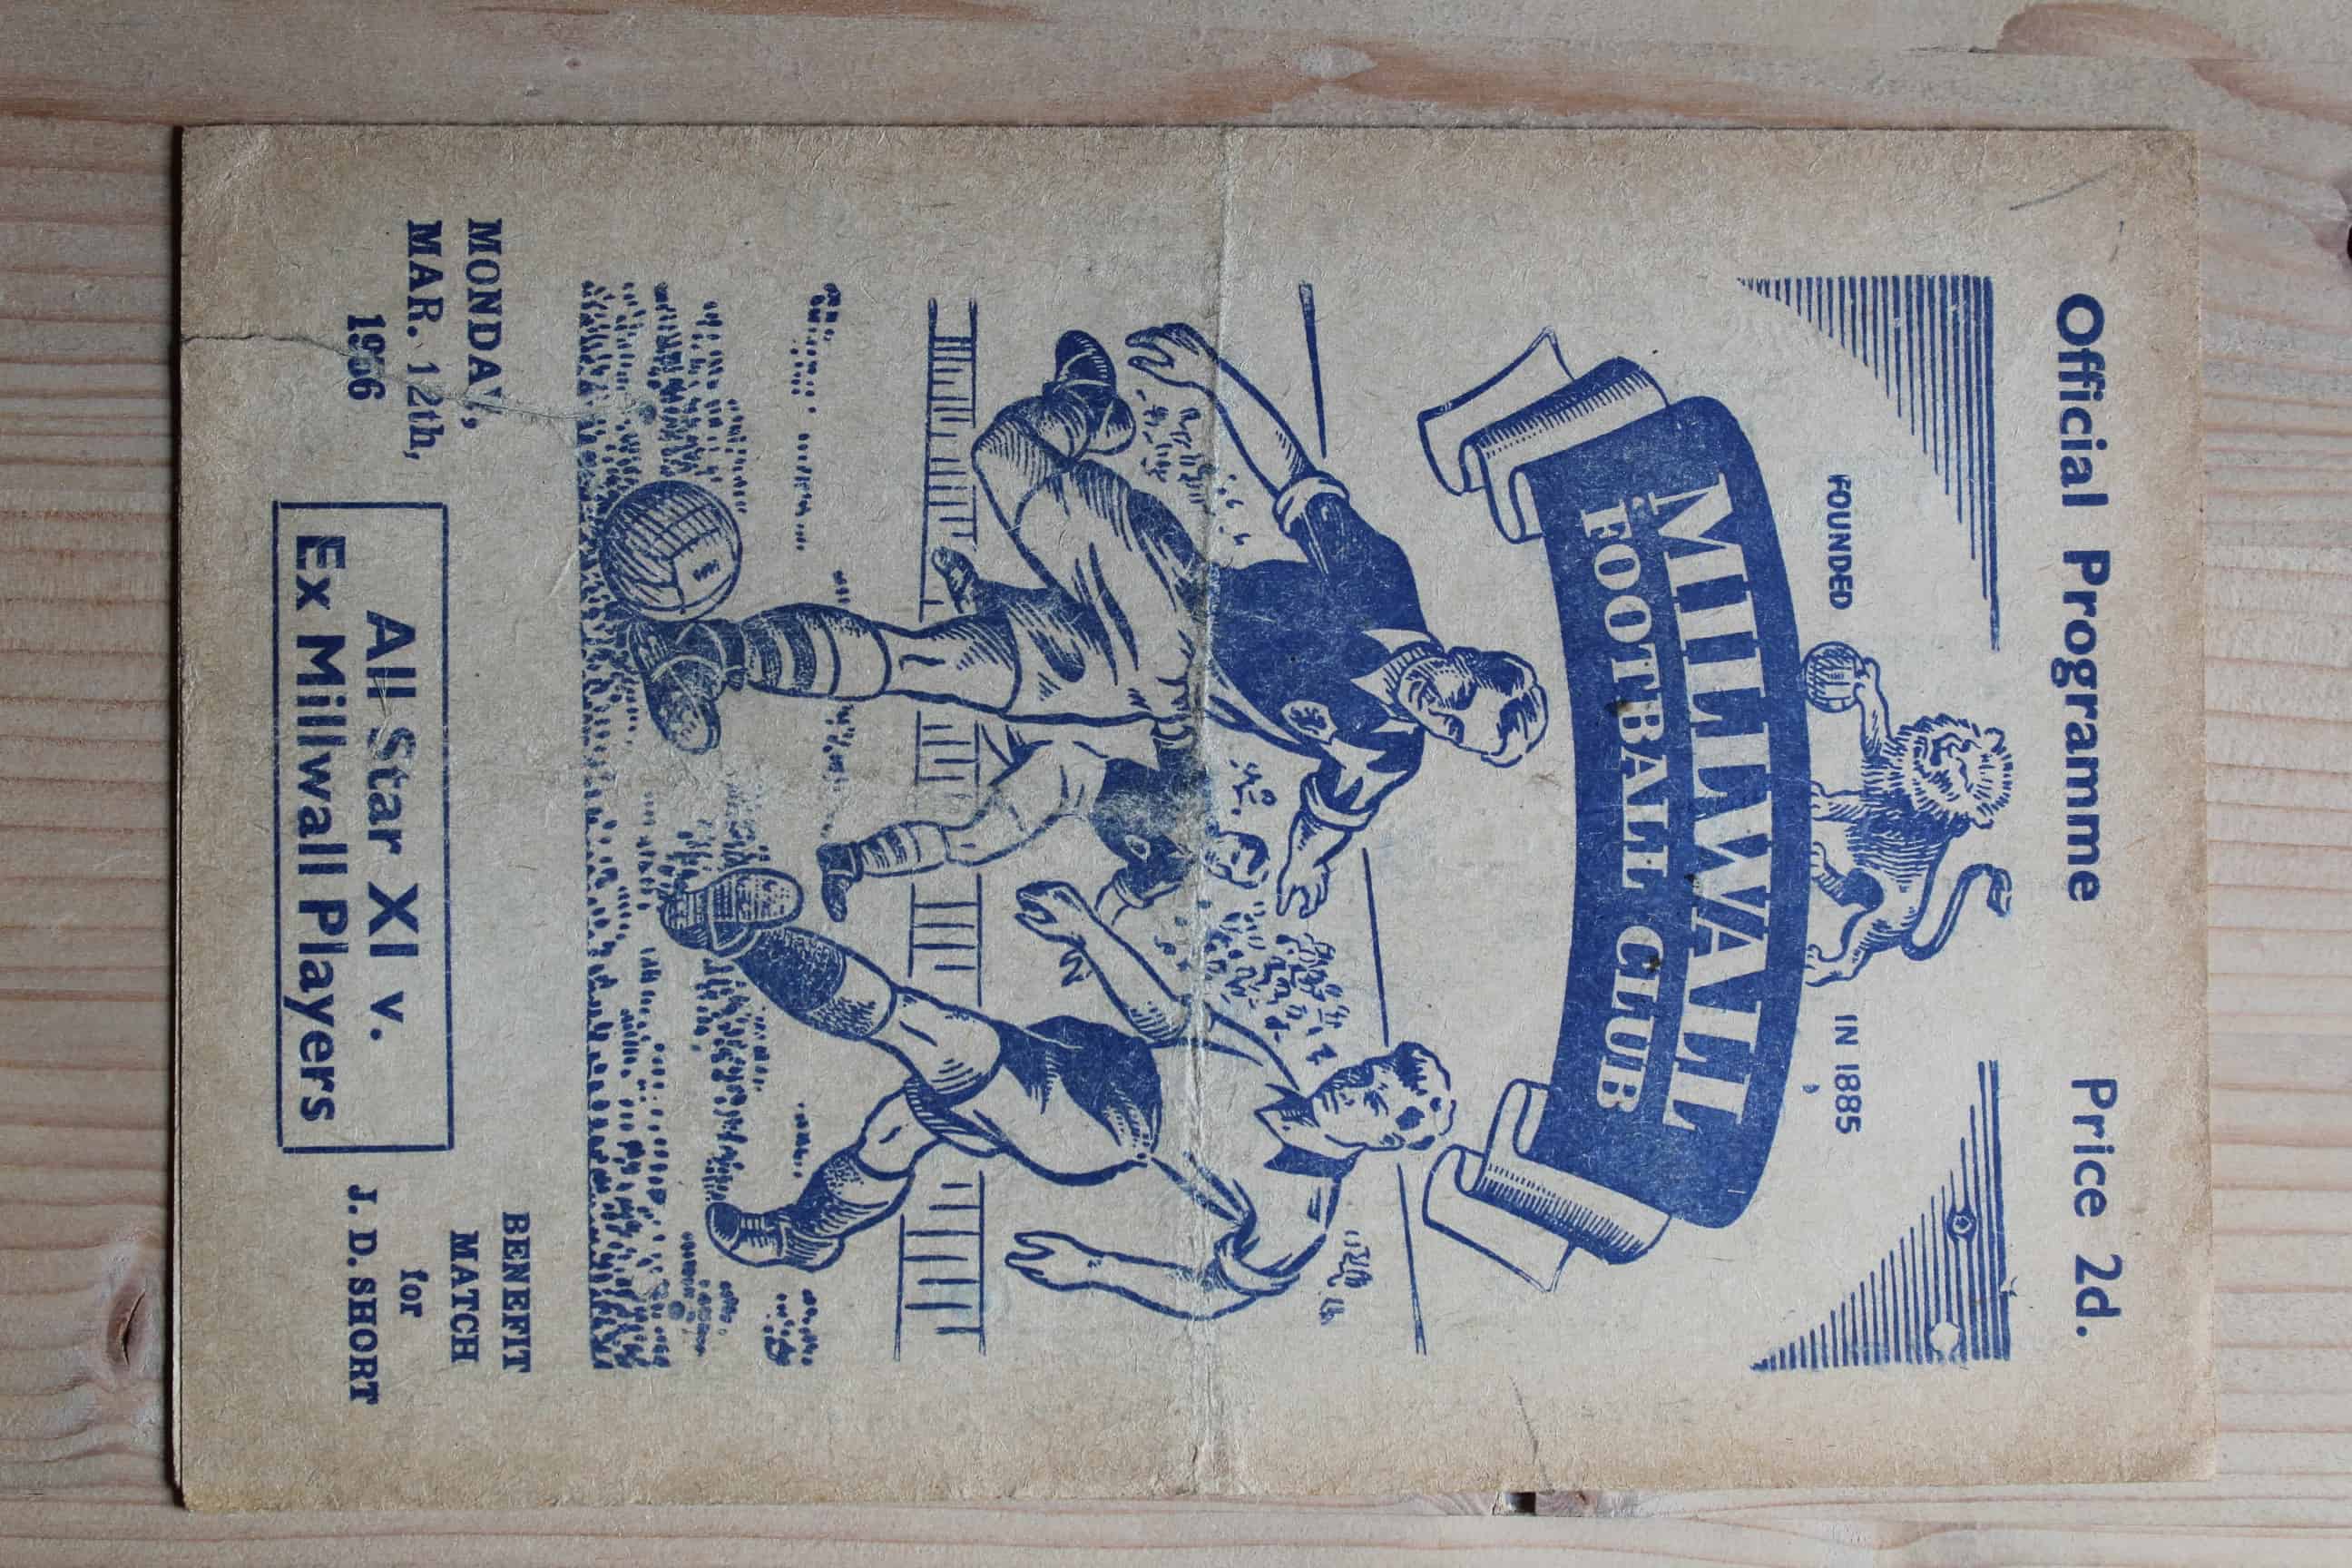 Official Programme Price 2d.
FOUNDED IN 1885
MILLWALL
FOOTBALL CLUB
MONDAY,
MAR. 12th,
1956
All Star XI v.
Ex Millwall Players
BENEFIT
MATCH
for
J. D. SHORT